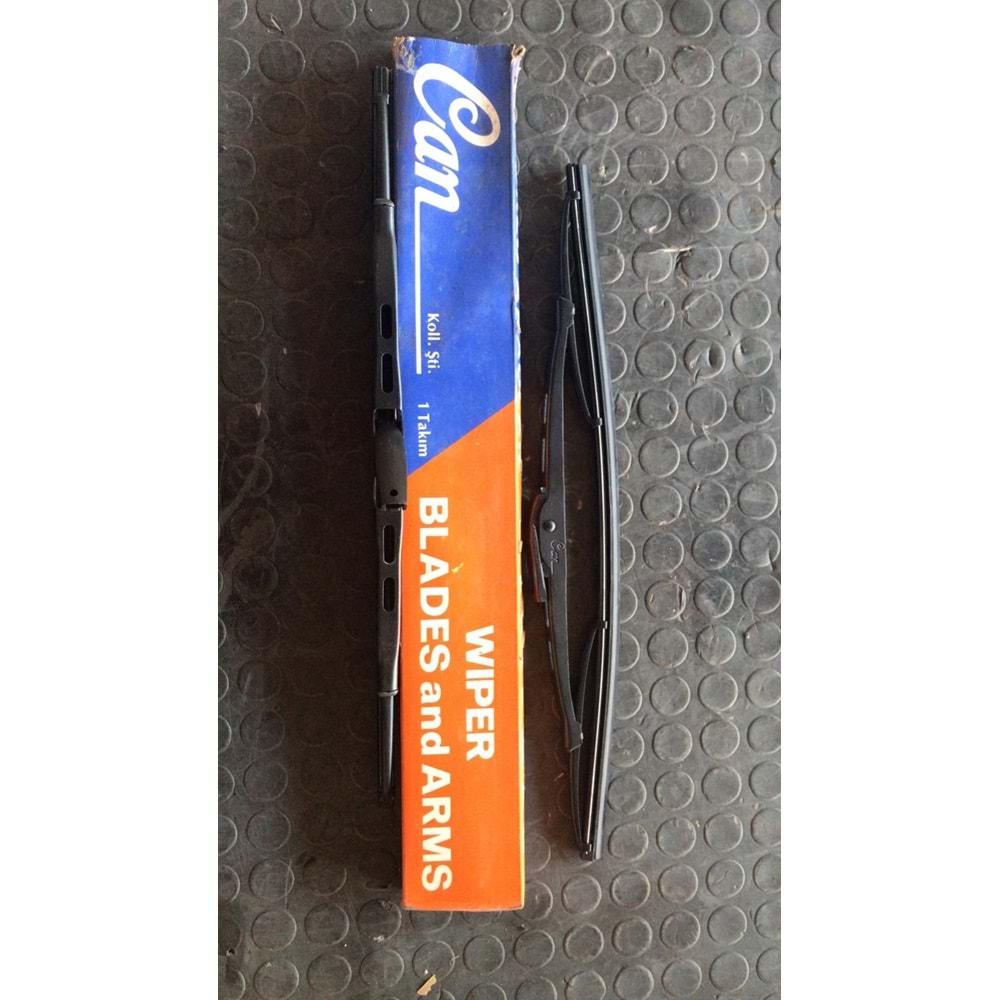 Can
Koll. Şti.
1 Takım
WIPER
BLADES and ARMS
Can